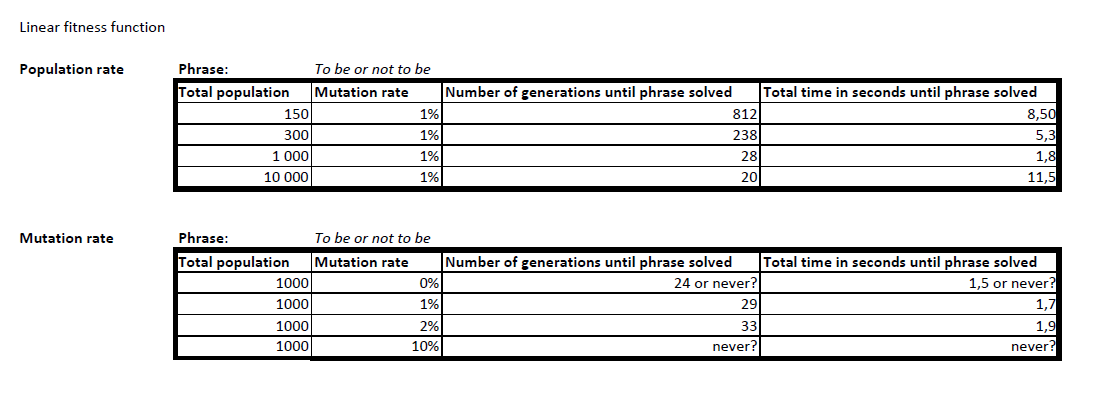 Linear fitness function
Population rate Phrase: To be or not to be
Total population Mutation rate Number of generations until phrase solved Total time in seconds until phrase solved
150 1% 812 8,50
300 1% 238 5,3
1 000 1% 28 1,8
10 000 1% 20 11,5
Mutation rate Phrase: To be or not to be
Total population Mutation rate Number of generations until phrase solved Total time in seconds until phrase solved
1000 0% 24 or never? 1,5 or never?
1000 1% 29 1,7
1000 2% 33 1,9
1000 10% never? never?